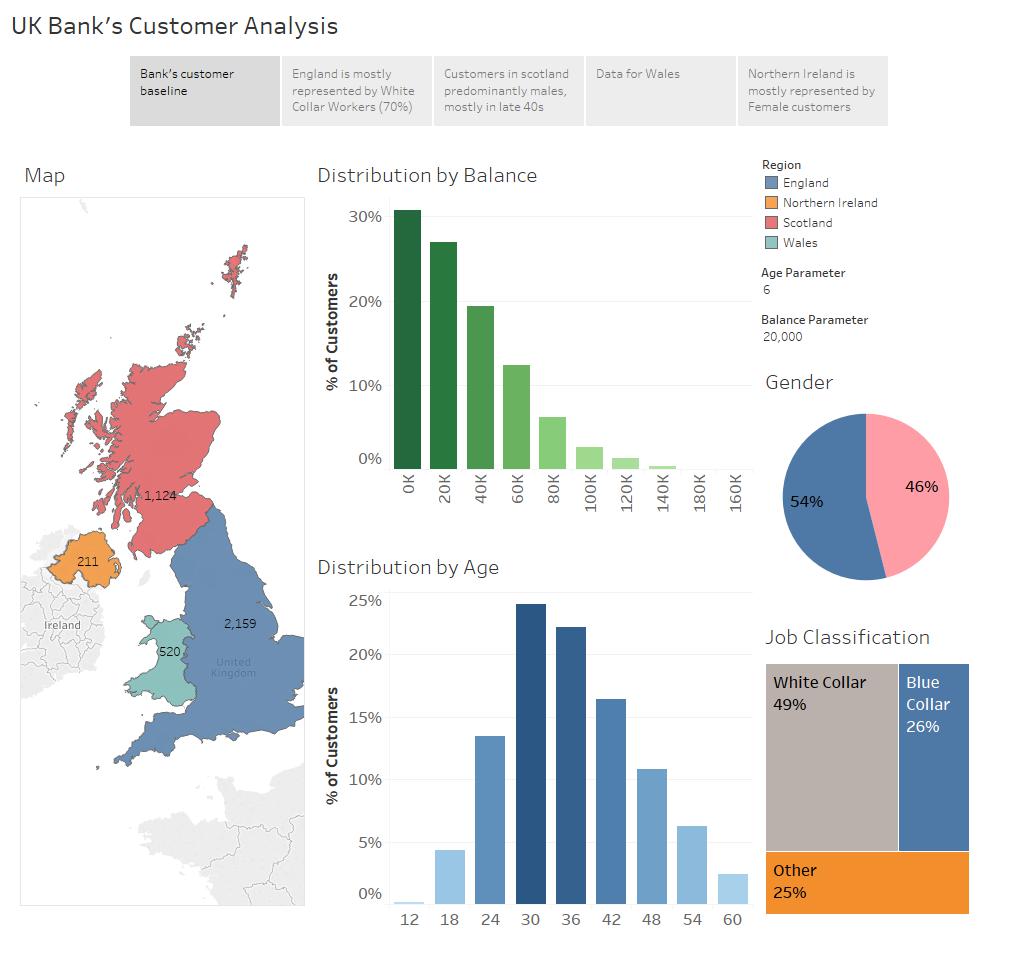 UK Bank’s Customer Analysis
Bank’s customer
baseline
England is mostly
represented by White
Collar Workers (70%)
Customers in scotland
predominantly males,
mostly in late 40s
Data for Wales
Northern Ireland is
mostly represented by
Female customers
Map
1,124
211
Ireland
2,159
520
United
Kingdom
Distribution by Balance
% of Customers
30%
20%
10%
0%
0K
20K
40K
60K
80K
100K
120K
140K
180K
160K
Distribution by Age
% of Customers
25%
20%
15%
10%
5%
0%
12
18
24
30
36
42
48
54
60
Region
England
Northern Ireland
Scotland
Wales
Age Parameter
6
Balance Parameter
20,000
Gender
54%
46%
Job Classification
White Collar
49%
Blue
Collar
26%
Other
25%